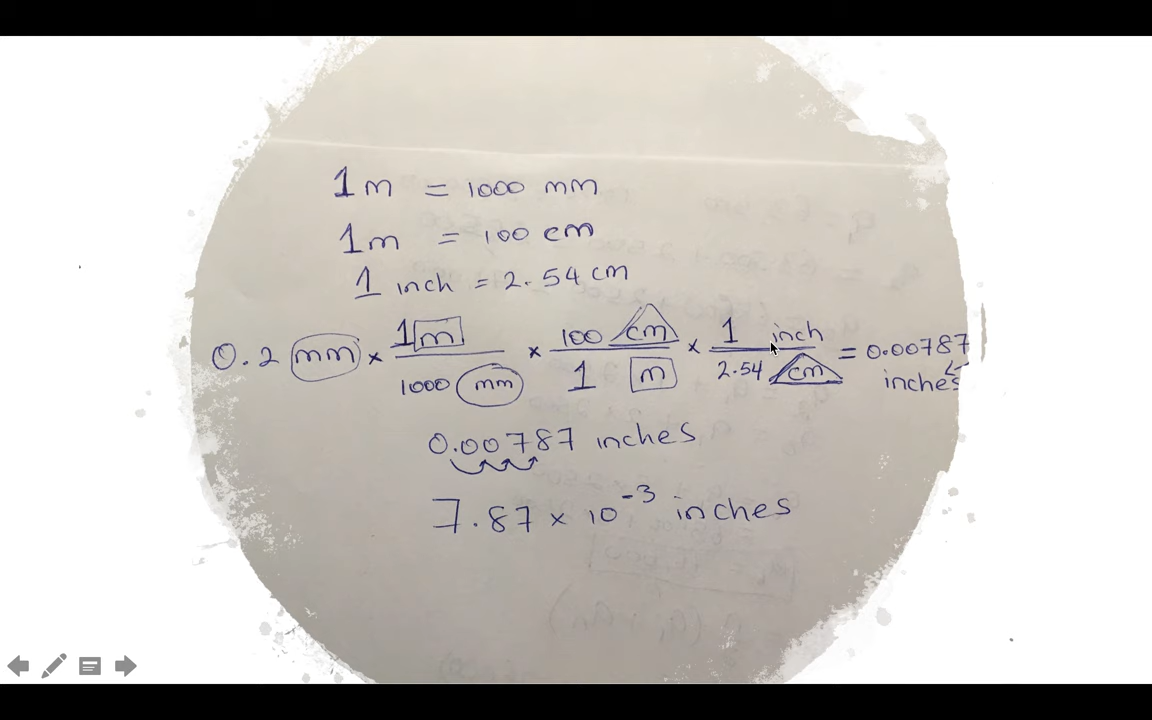 1m = 1000 mm
1m = 100 cm
1 inch = 2.54 cm
0.2 mm × 1m / 1000 mm × 100 cm / 1 m × 1 inch / 2.54 cm = 0.00787 inches
0.00787 inches
7.87 × 10⁻³ inches